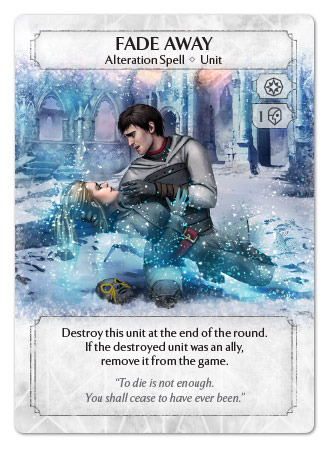 FADE AWAY
Alteration Spell ◇ Unit
1
Destroy this unit at the end of the round.
If the destroyed unit was an ally,
remove it from the game.
"To die is not enough.
You shall cease to have ever been."